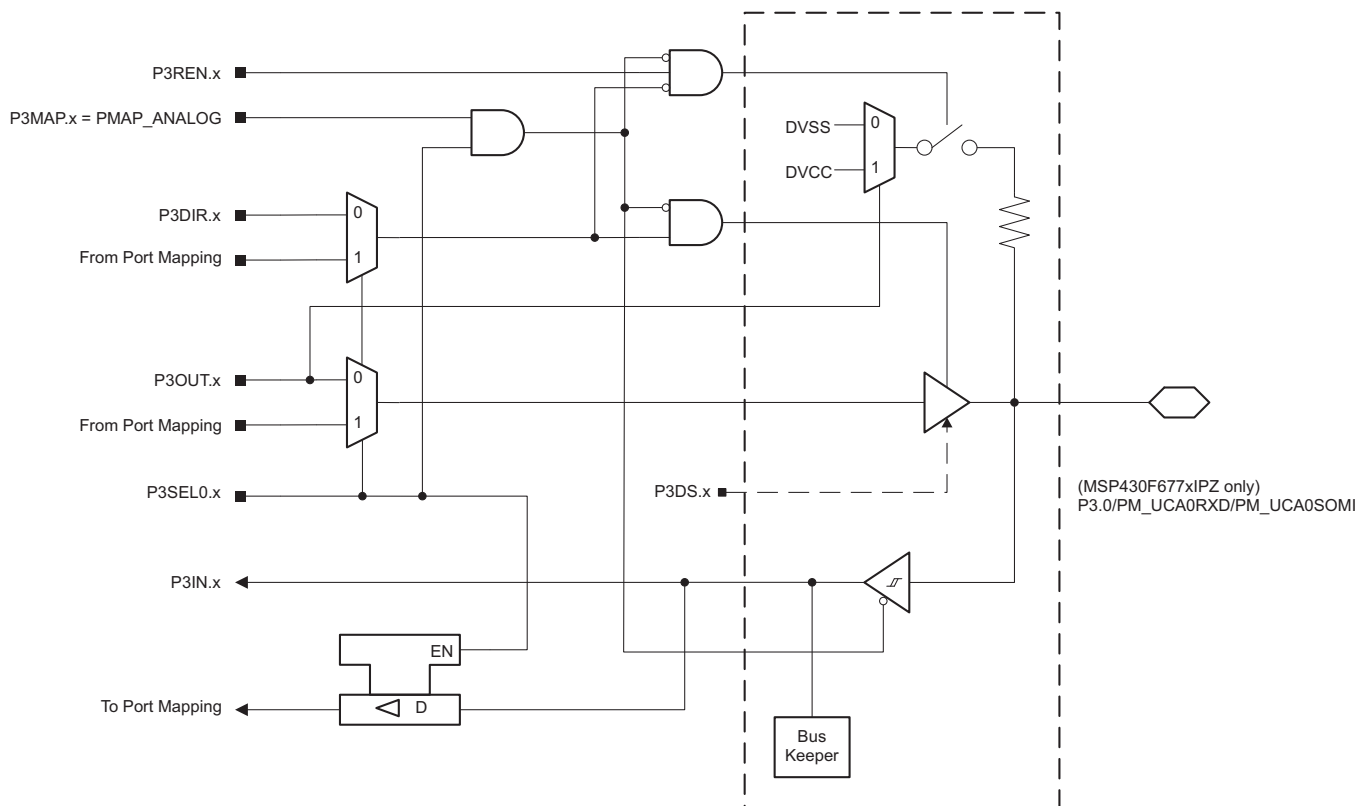 P3REN.x
P3MAP.x = PMAP_ANALOG
DVSS
0
DVCC
1
P3DIR.x
0
From Port Mapping
1
P3OUT.x
0
From Port Mapping
1
P3SEL0.x
P3DS.x
(MSP430F677xIPZ only)
P3.0/PM_UCA0RXD/PM_UCA0SOMI
P3IN.x
EN
To Port Mapping
D
Bus
Keeper